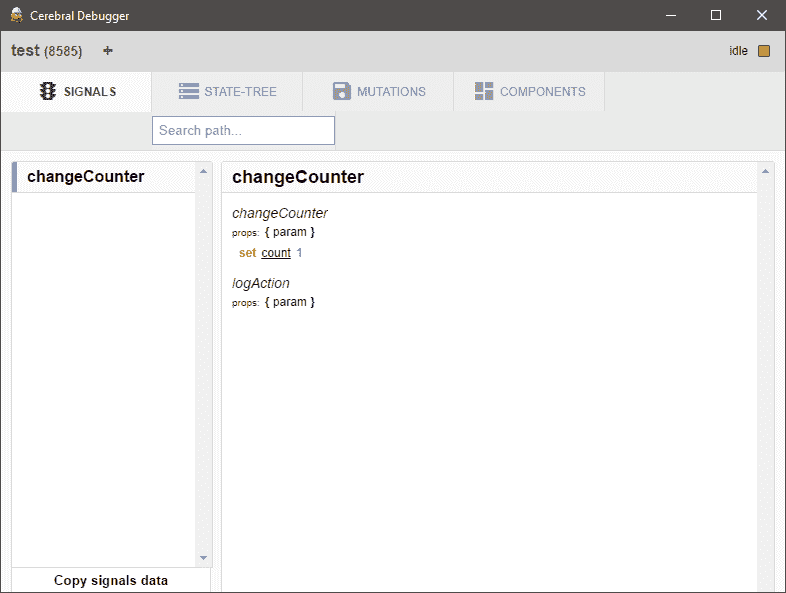 Cerebral Debugger
test (8585) +
idle
SIGNALS
STATE-TREE
MUTATIONS
COMPONENTS
Search path...
changeCounter
Copy signals data
changeCounter
changeCounter
props: { param }
set count 1
logAction
props: { param }